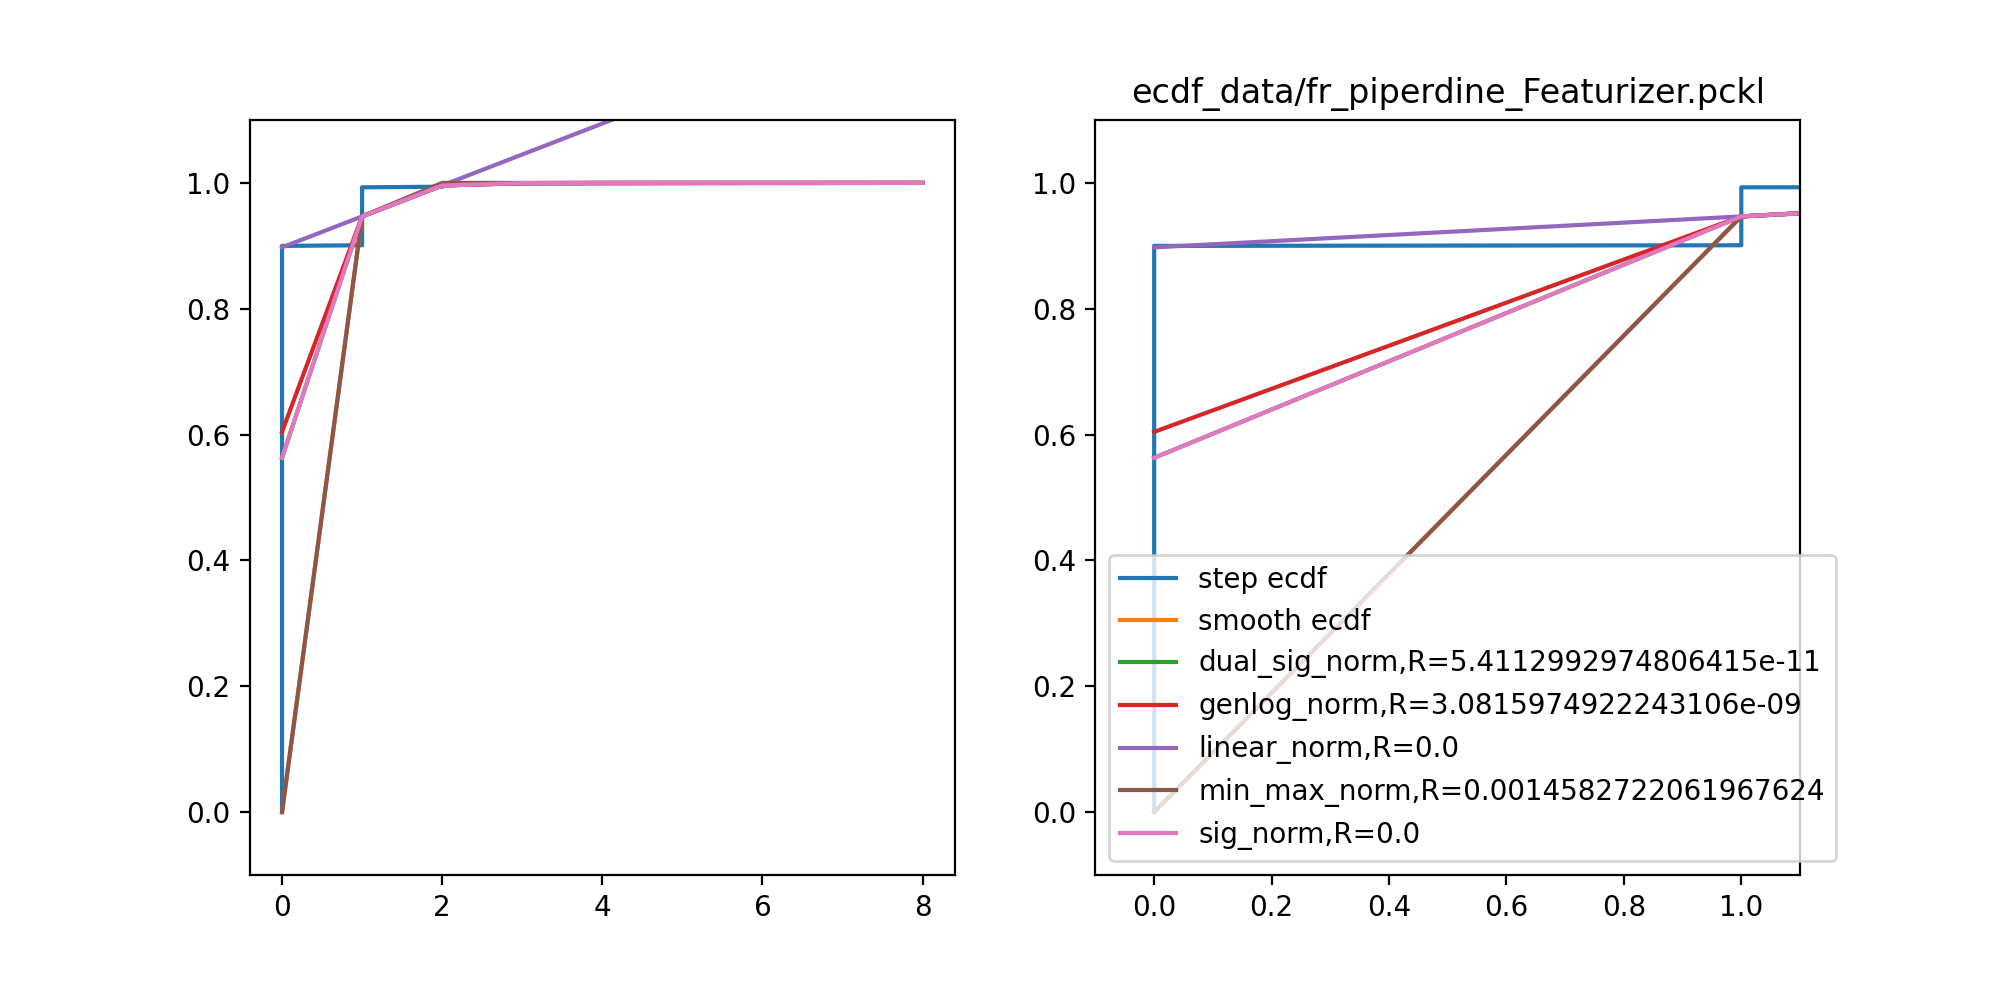 ecdf_data/fr_piperdine_Featurizer.pckl
1.0
0.8
0.6
0.4
0.2
0.0
0 2 4 6 8
1.0
0.8
0.6
0.4
0.2
0.0
step ecdf
smooth ecdf
dual_sig_norm,R=5.4112992974806415e-11
genlog_norm,R=3.0815974922243106e-09
linear_norm,R=0.0
min_max_norm,R=0.0014582722061967624
sig_norm,R=0.0
0.0 0.2 0.4 0.6 0.8 1.0